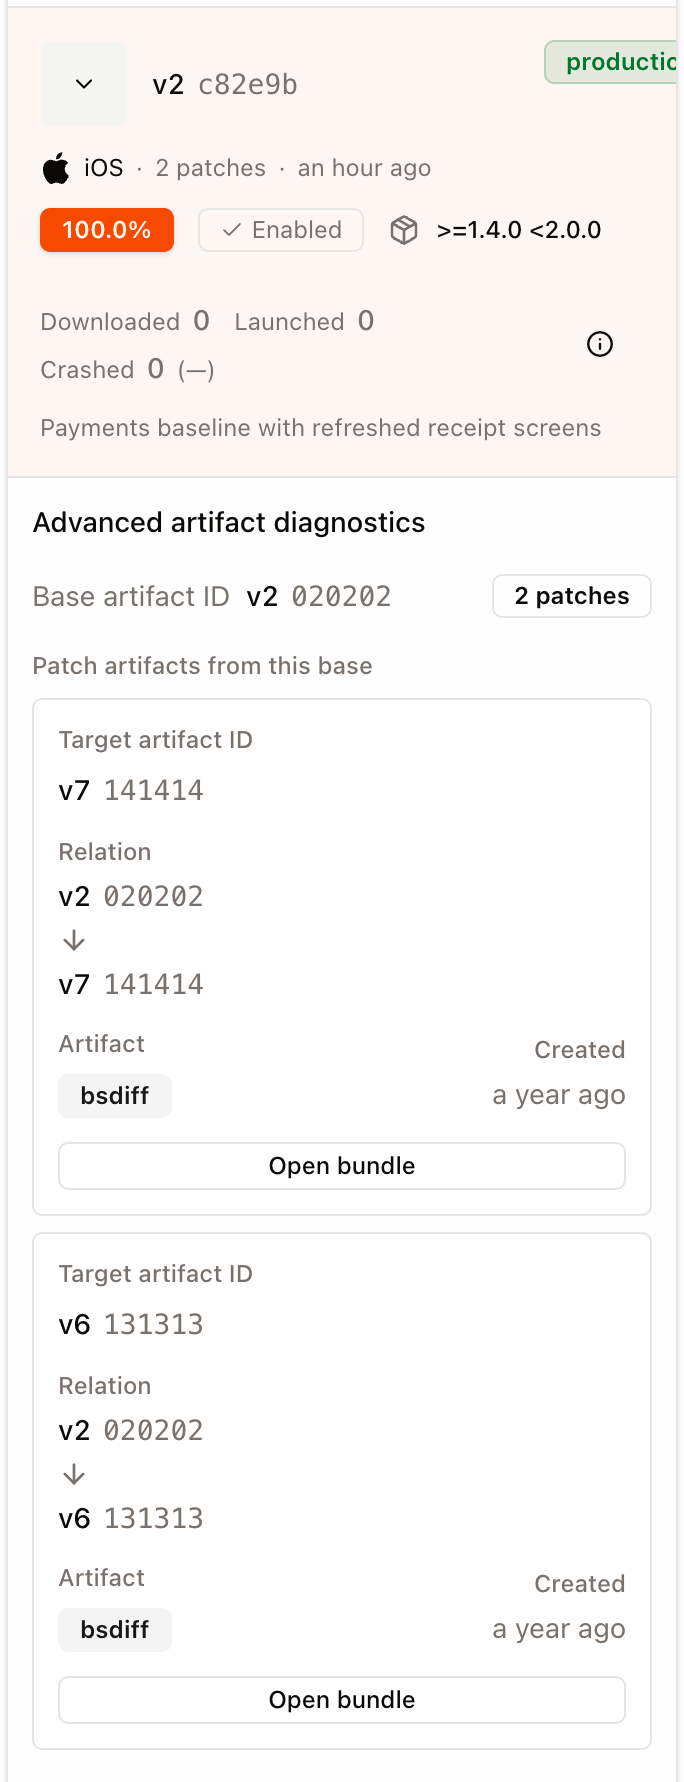 v2 c82e9b
productic
iOS · 2 patches · an hour ago
100.0% Enabled >=1.4.0 <2.0.0
Downloaded 0 Launched 0
Crashed 0 (—)
Payments baseline with refreshed receipt screens
Advanced artifact diagnostics
Base artifact ID v2 020202 2 patches
Patch artifacts from this base
Target artifact ID
v7 141414
Relation
v2 020202
↓
v7 141414
Artifact Created
bsdiff a year ago
Open bundle
Target artifact ID
v6 131313
Relation
v2 020202
↓
v6 131313
Artifact Created
bsdiff a year ago
Open bundle